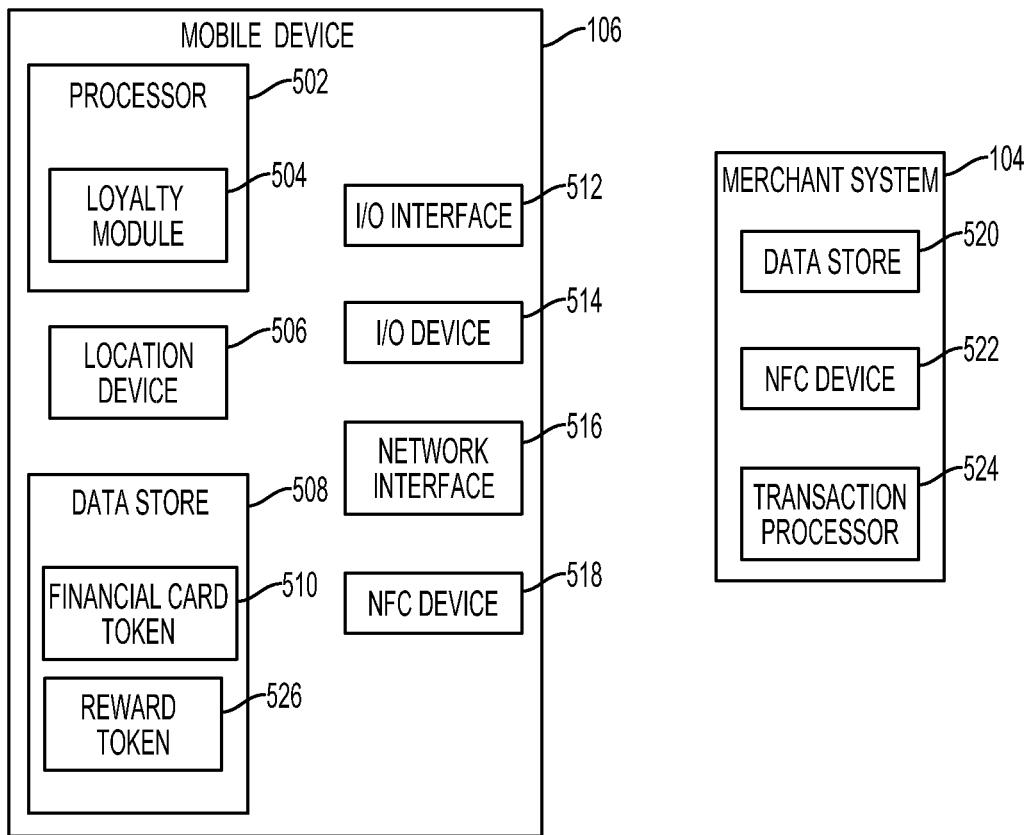 MOBILE DEVICE
106
PROCESSOR
502
LOYALTY
MODULE
504
LOCATION
DEVICE
506
DATA STORE
508
FINANCIAL CARD
TOKEN
510
REWARD
TOKEN
526
I/O INTERFACE
512
I/O DEVICE
514
NETWORK
INTERFACE
516
NFC DEVICE
518
MERCHANT SYSTEM
104
DATA STORE
520
NFC DEVICE
522
TRANSACTION
PROCESSOR
524